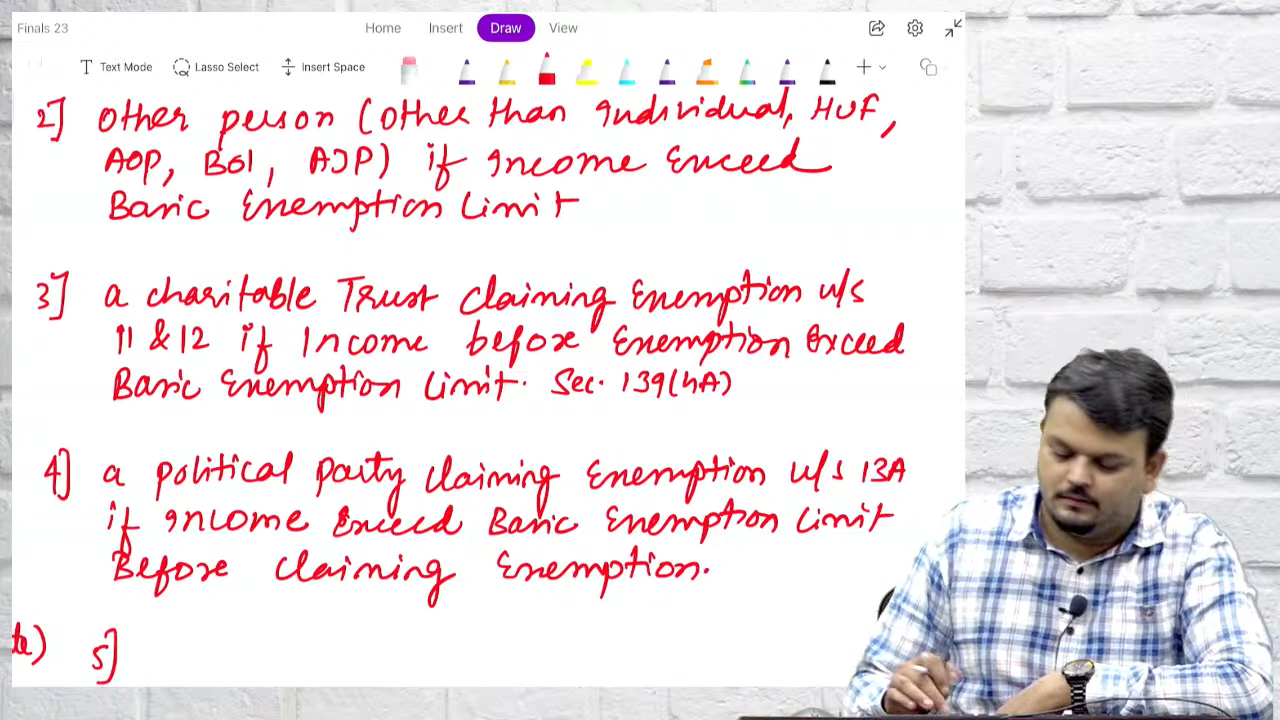 Finals 23
Home Insert Draw View
Text Mode Lasso Select Insert Space
2] Other person (other than Individual, HUF,
AOP, BOI, AJP) if Income Exceed
Basic Exemption Limit
3] a charitable Trust claiming Exemption u/s
11 & 12 if Income before Exemption Exceed
Basic Exemption Limit. Sec. 139(4A)
4] a political party claiming Exemption u/s 13A
if Income Exceed Basic Exemption Limit
Before claiming Exemption.
5]